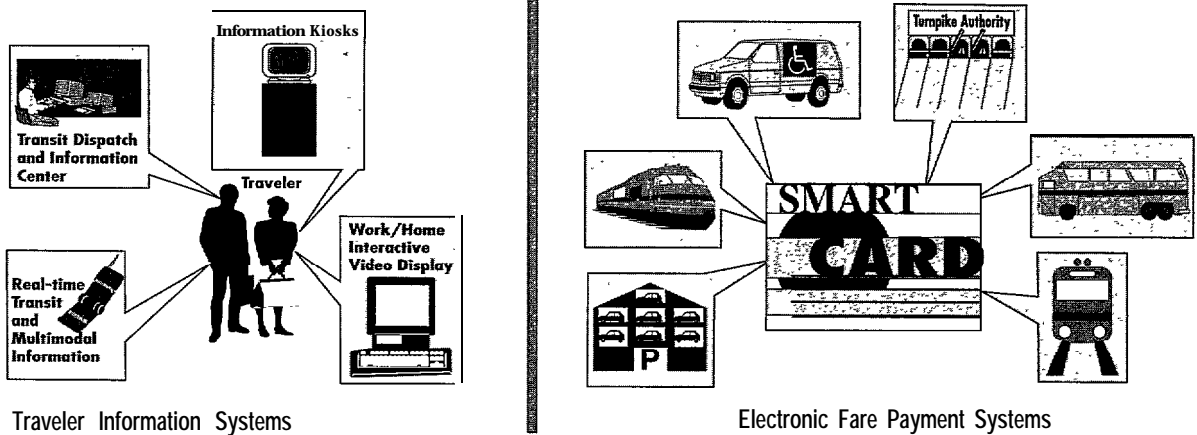 Information Kiosks
Transit Dispatch
and Information
Center
Traveler
Work/Home
Interactive
Video Display
Real-time
Transit
and
Multimodal
Information
Traveler Information Systems
Turnpike Authority
SMART
CARD
P
Electronic Fare Payment Systems